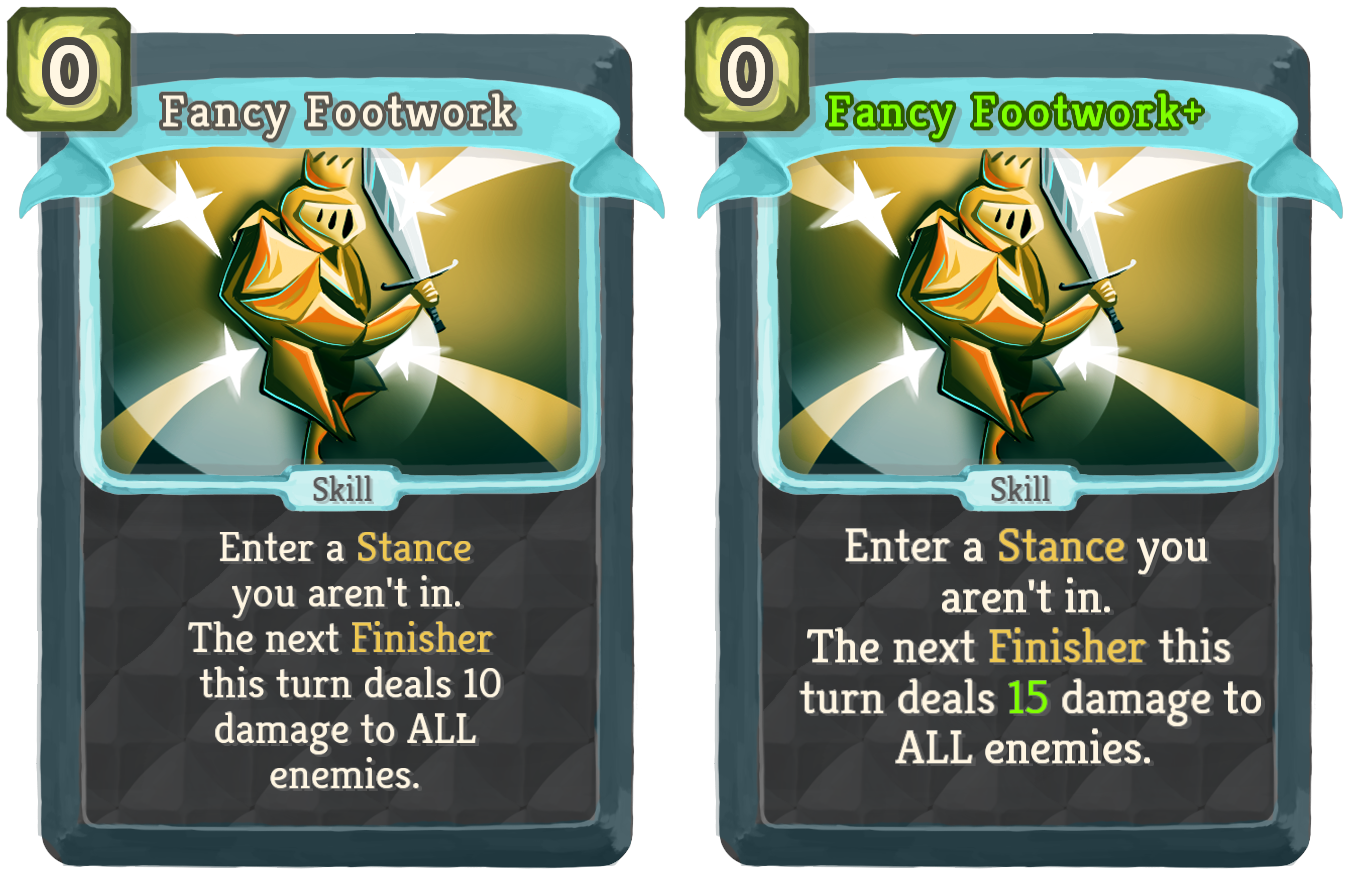 0
Fancy Footwork
Skill
Enter a Stance
you aren't in.
The next Finisher
this turn deals 10
damage to ALL
enemies.
0
Fancy Footwork+
Skill
Enter a Stance you
aren't in.
The next Finisher this
turn deals 15 damage to
ALL enemies.